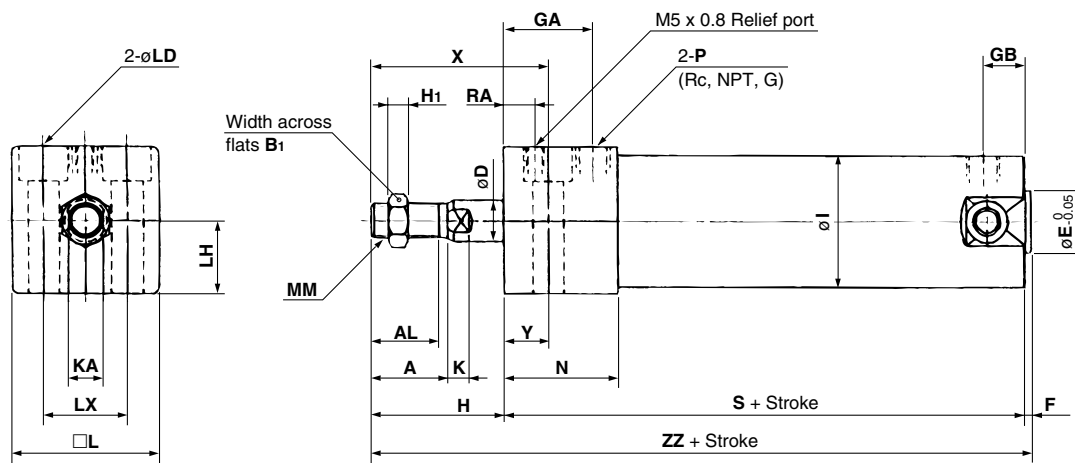 GA
M5 x 0.8 Relief port
2-øLD
X
2-P
(Rc, NPT, G)
GB
H1
RA
Width across
flats B1
øD
øI
øE 0 -0.05
LH
MM
AL
Y
KA
A
K
N
LX
H
S + Stroke
F
□L
ZZ + Stroke